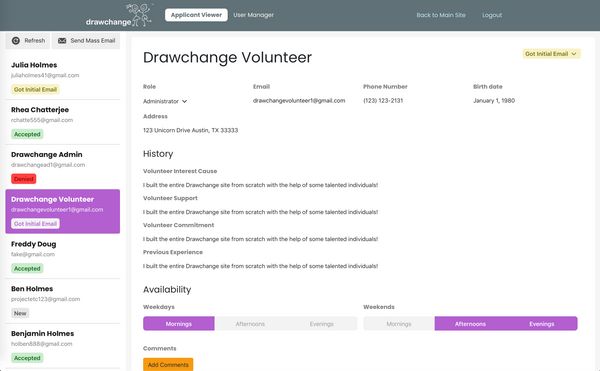 drawchange
Applicant Viewer
User Manager
Back to Main Site
Logout
Refresh
Send Mass Email
Julia Holmes
juliaholmes41@gmail.com
Got Initial Email
Rhea Chatterjee
rchatte555@gmail.com
Accepted
Drawchange Admin
drawchangead1@gmail.com
Denied
Drawchange Volunteer
drawchangevolunteer1@gmail.com
Got Initial Email
Freddy Doug
fake@gmail.com
Accepted
Ben Holmes
projectetc123@gmail.com
New
Benjamin Holmes
holben888@gmail.com
Accepted
Drawchange Volunteer
Got Initial Email
Role
Email
Phone Number
Birth date
Administrator
drawchangevolunteer1@gmail.com
(123) 123-2131
January 1, 1980
Address
123 Unicorn Drive Austin, TX 33333
History
Volunteer Interest Cause
I built the entire Drawchange site from scratch with the help of some talented individuals!
Volunteer Support
I built the entire Drawchange site from scratch with the help of some talented individuals!
Volunteer Commitment
I built the entire Drawchange site from scratch with the help of some talented individuals!
Previous Experience
I built the entire Drawchange site from scratch with the help of some talented individuals!
Availability
Weekdays
Weekends
Mornings
Afternoons
Evenings
Mornings
Afternoons
Evenings
Comments
Add Comments